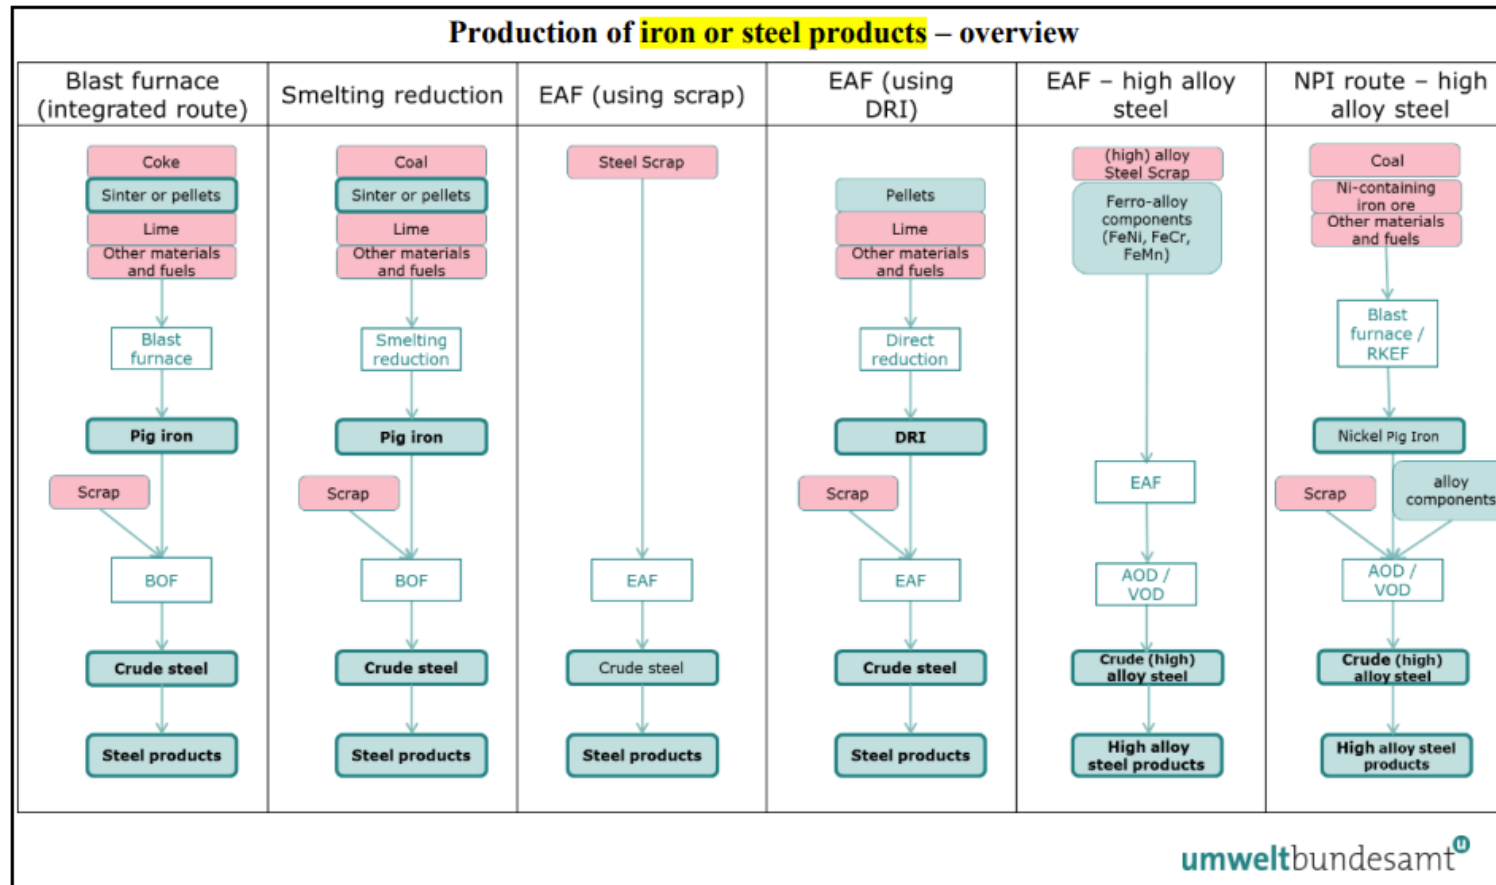 Production of iron or steel products – overview
Blast furnace
(integrated route)
Smelting reduction
EAF (using scrap)
EAF (using
DRI)
EAF – high alloy
steel
NPI route – high
alloy steel
Coke
Sinter or pellets
Lime
Other materials
and fuels
Blast
furnace
Pig iron
Scrap
BOF
Crude steel
Steel products
Coal
Sinter or pellets
Lime
Other materials
and fuels
Smelting
reduction
Pig iron
Scrap
BOF
Crude steel
Steel products
Steel Scrap
EAF
Crude steel
Steel products
Pellets
Lime
Other materials
and fuels
Direct
reduction
DRI
Scrap
EAF
Crude steel
Steel products
(high) alloy
Steel Scrap
Ferro-alloy
components
(FeNi, FeCr,
FeMn)
EAF
AOD /
VOD
Crude (high)
alloy steel
High alloy
steel products
Coal
Ni-containing
iron ore
Other materials
and fuels
Blast
furnace /
RKEF
Nickel Pig Iron
Scrap
alloy
components
AOD /
VOD
Crude (high)
alloy steel
High alloy steel
products
umweltbundesamt u